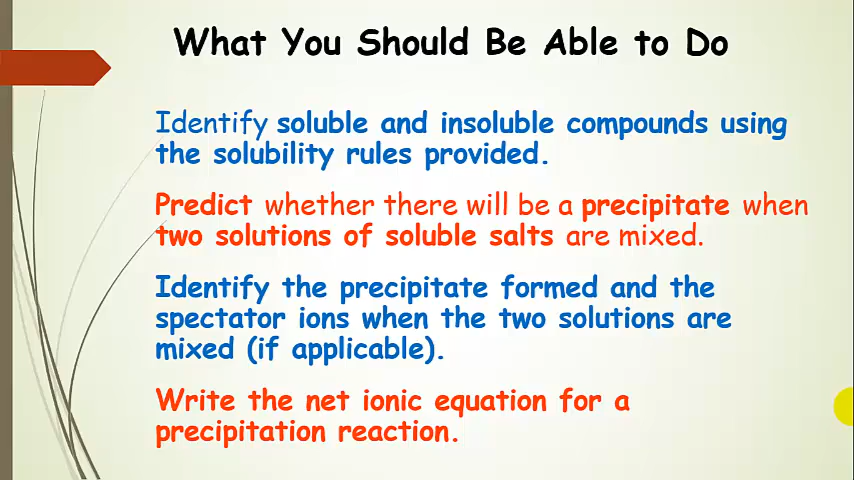 What You Should Be Able to Do
Identify soluble and insoluble compounds using
the solubility rules provided.
Predict whether there will be a precipitate when
two solutions of soluble salts are mixed.
Identify the precipitate formed and the
spectator ions when the two solutions are
mixed (if applicable).
Write the net ionic equation for a
precipitation reaction.